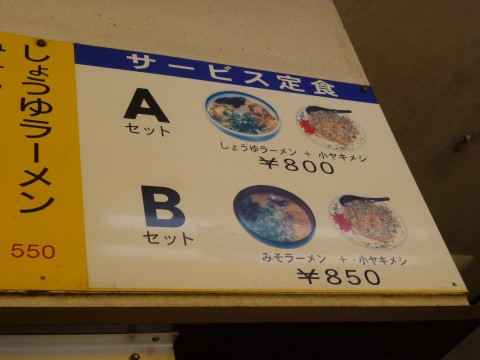 しょうゆラーメン
550
サービス定食
A
セット
しょうゆラーメン + 小ヤキメシ
¥800
B
セット
みそラーメン + 小ヤキメシ
¥850